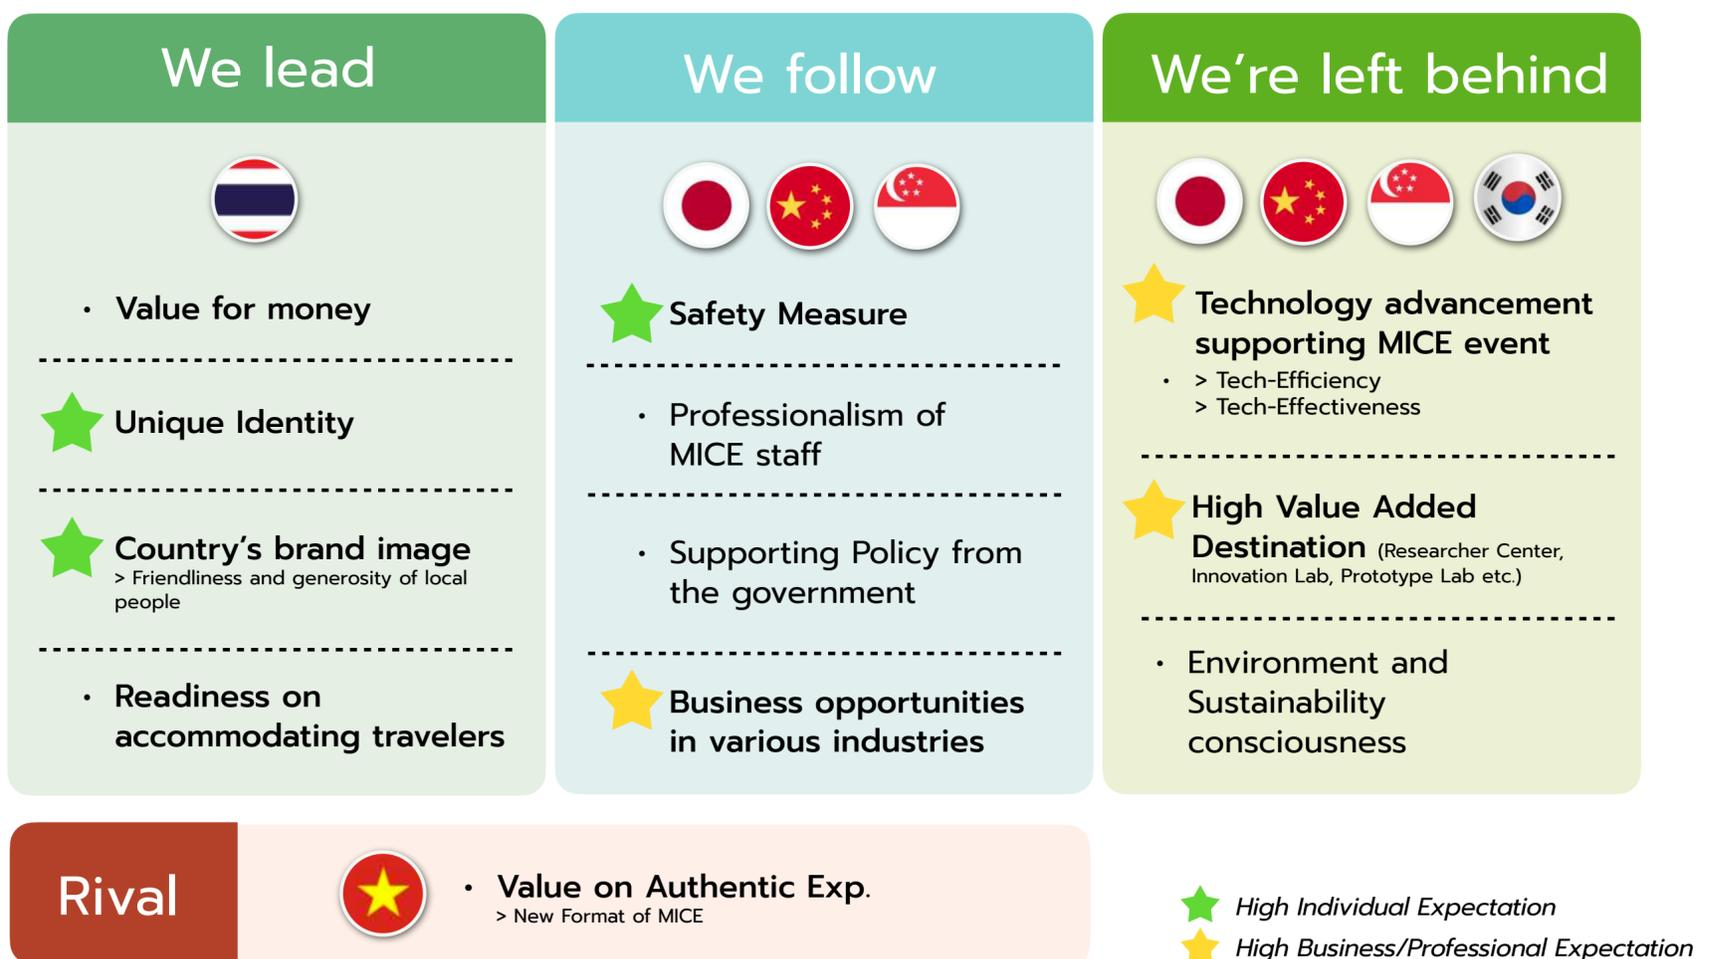 We lead
• Value for money
Unique Identity
Country’s brand image
> Friendliness and generosity of local
people
• Readiness on
accommodating travelers
We follow
Safety Measure
• Professionalism of
MICE staff
• Supporting Policy from
the government
Business opportunities
in various industries
We’re left behind
Technology advancement
supporting MICE event
• > Tech-Efficiency
> Tech-Effectiveness
High Value Added
Destination (Researcher Center,
Innovation Lab, Prototype Lab etc.)
• Environment and
Sustainability
consciousness
Rival
• Value on Authentic Exp.
> New Format of MICE
High Individual Expectation
High Business/Professional Expectation